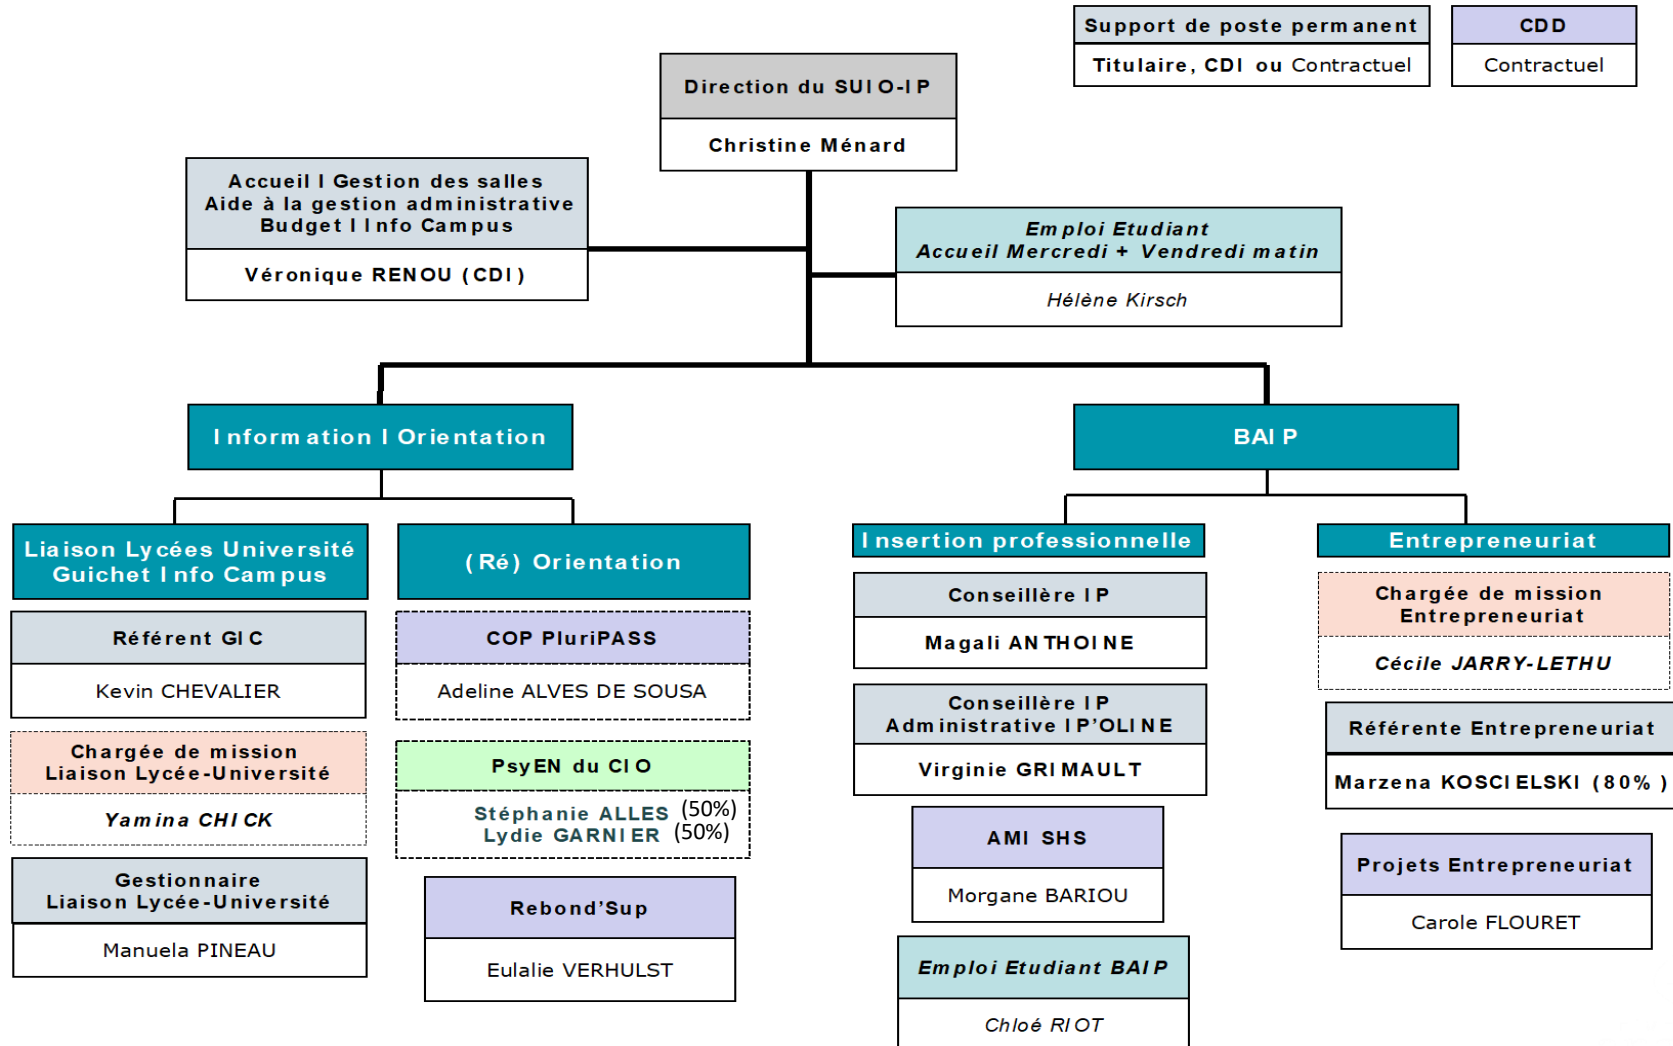 Support de poste permanent
Titulaire, CDI ou Contractuel
CDD
Contractuel
Direction du SUIO-IP
Christine Ménard
Accueil I Gestion des salles
Aide à la gestion administrative
Budget I Info Campus
Véronique RENOU (CDI)
Emploi Etudiant
Accueil Mercredi + Vendredi matin
Hélène Kirsch
Information I Orientation
BAIP
Liaison Lycées Université
Guichet Info Campus
Référent GIC
Kevin CHEVALIER
Chargée de mission
Liaison Lycée-Université
Yamina CHICK
Gestionnaire
Liaison Lycée-Université
Manuela PINEAU
(Ré) Orientation
COP PluriPASS
Adeline ALVES DE SOUSA
PsyEN du CIO
Stéphanie ALLES (50%)
Lydie GARNIER (50%)
Rebond’Sup
Eulalie VERHULST
Insertion professionnelle
Conseillère IP
Magali ANTHOINE
Conseillère IP
Administrative IP’OLINE
Virginie GRIMAULT
AMI SHS
Morgane BARIOU
Emploi Etudiant BAIP
Chloé RIOT
Entrepreneuriat
Chargée de mission
Entrepreneuriat
Cécile JARRY-LETHU
Référente Entrepreneuriat
Marzena KOSCIELSKI (80%)
Projets Entrepreneuriat
Carole FLOURET